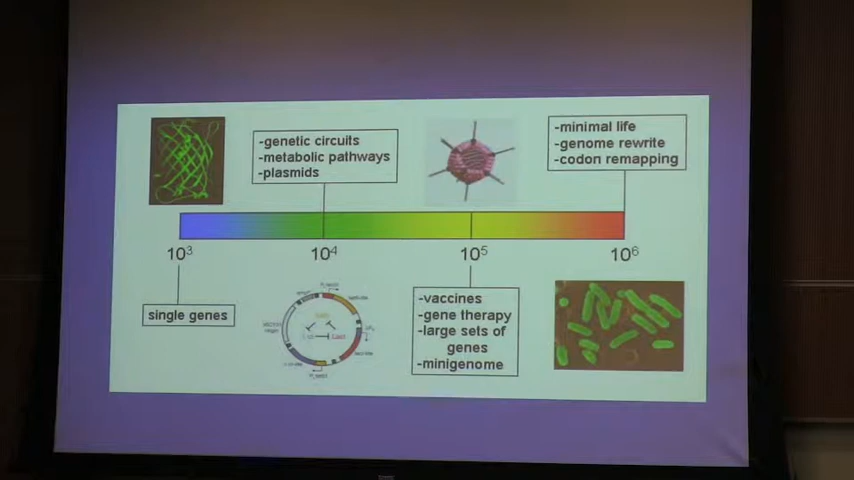 -genetic circuits
-metabolic pathways
-plasmids
-minimal life
-genome rewrite
-codon remapping
10³
10⁴
10⁵
10⁶
single genes
-vaccines
-gene therapy
-large sets of
genes
-minigenome